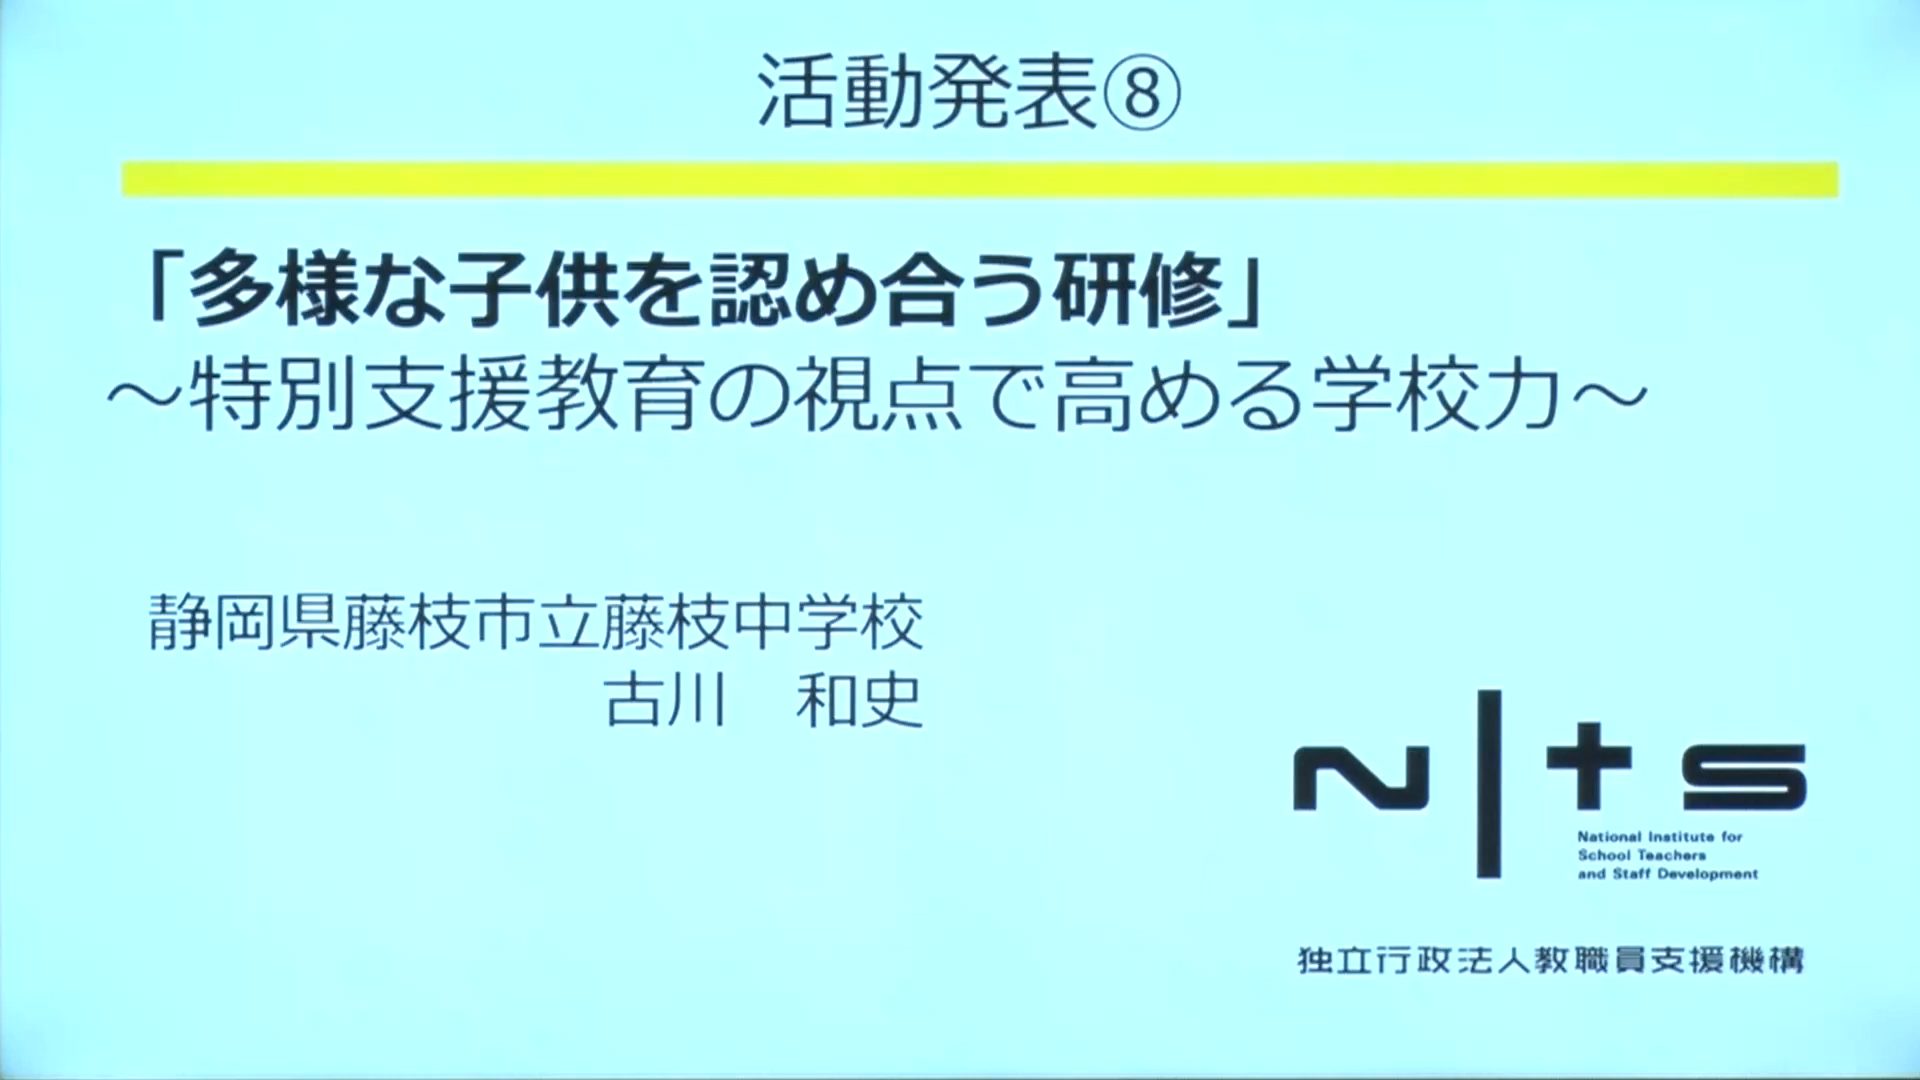 活動発表⑧
「多様な子供を認め合う研修」
～特別支援教育の視点で高める学校力～
静岡県藤枝市立藤枝中学校
古川　和史
NITS
National Institute for
School Teachers
and Staff Development
独立行政法人教職員支援機構